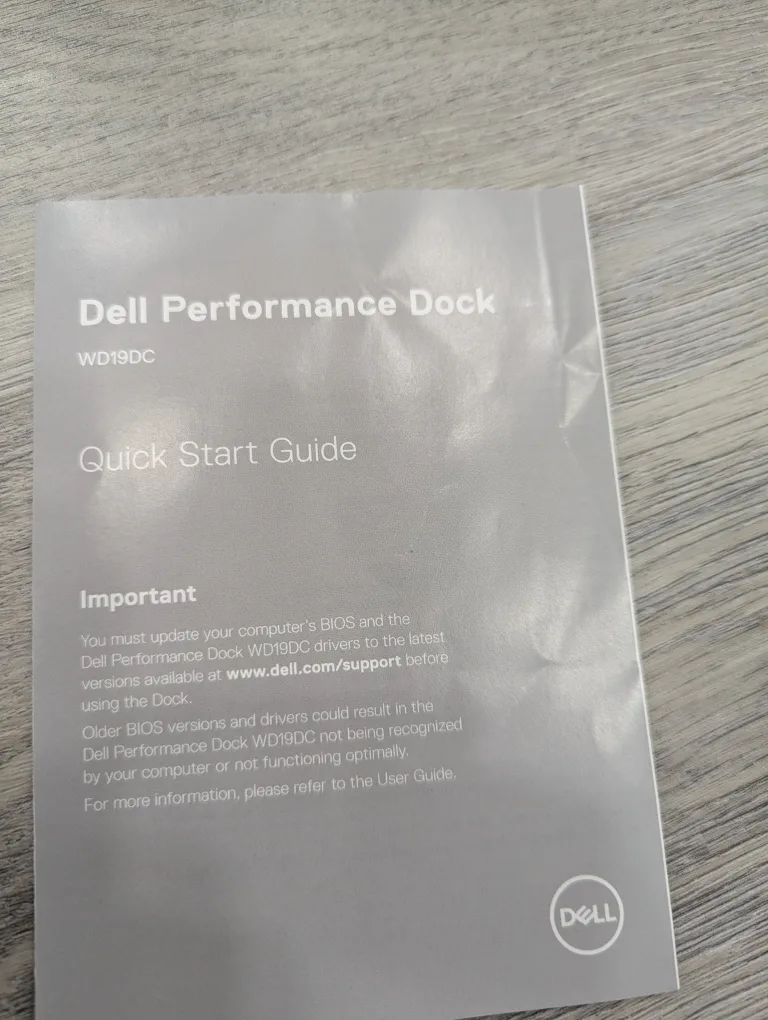 Dell Performance Dock
WD19DC
Quick Start Guide
Important
You must update your computer's BIOS and the
Dell Performance Dock WD19DC drivers to the latest
versions available at www.dell.com/support before
using the Dock.
Older BIOS versions and drivers could result in the
Dell Performance Dock WD19DC not being recognized
by your computer or not functioning optimally.
For more information, please refer to the User Guide.
DELL